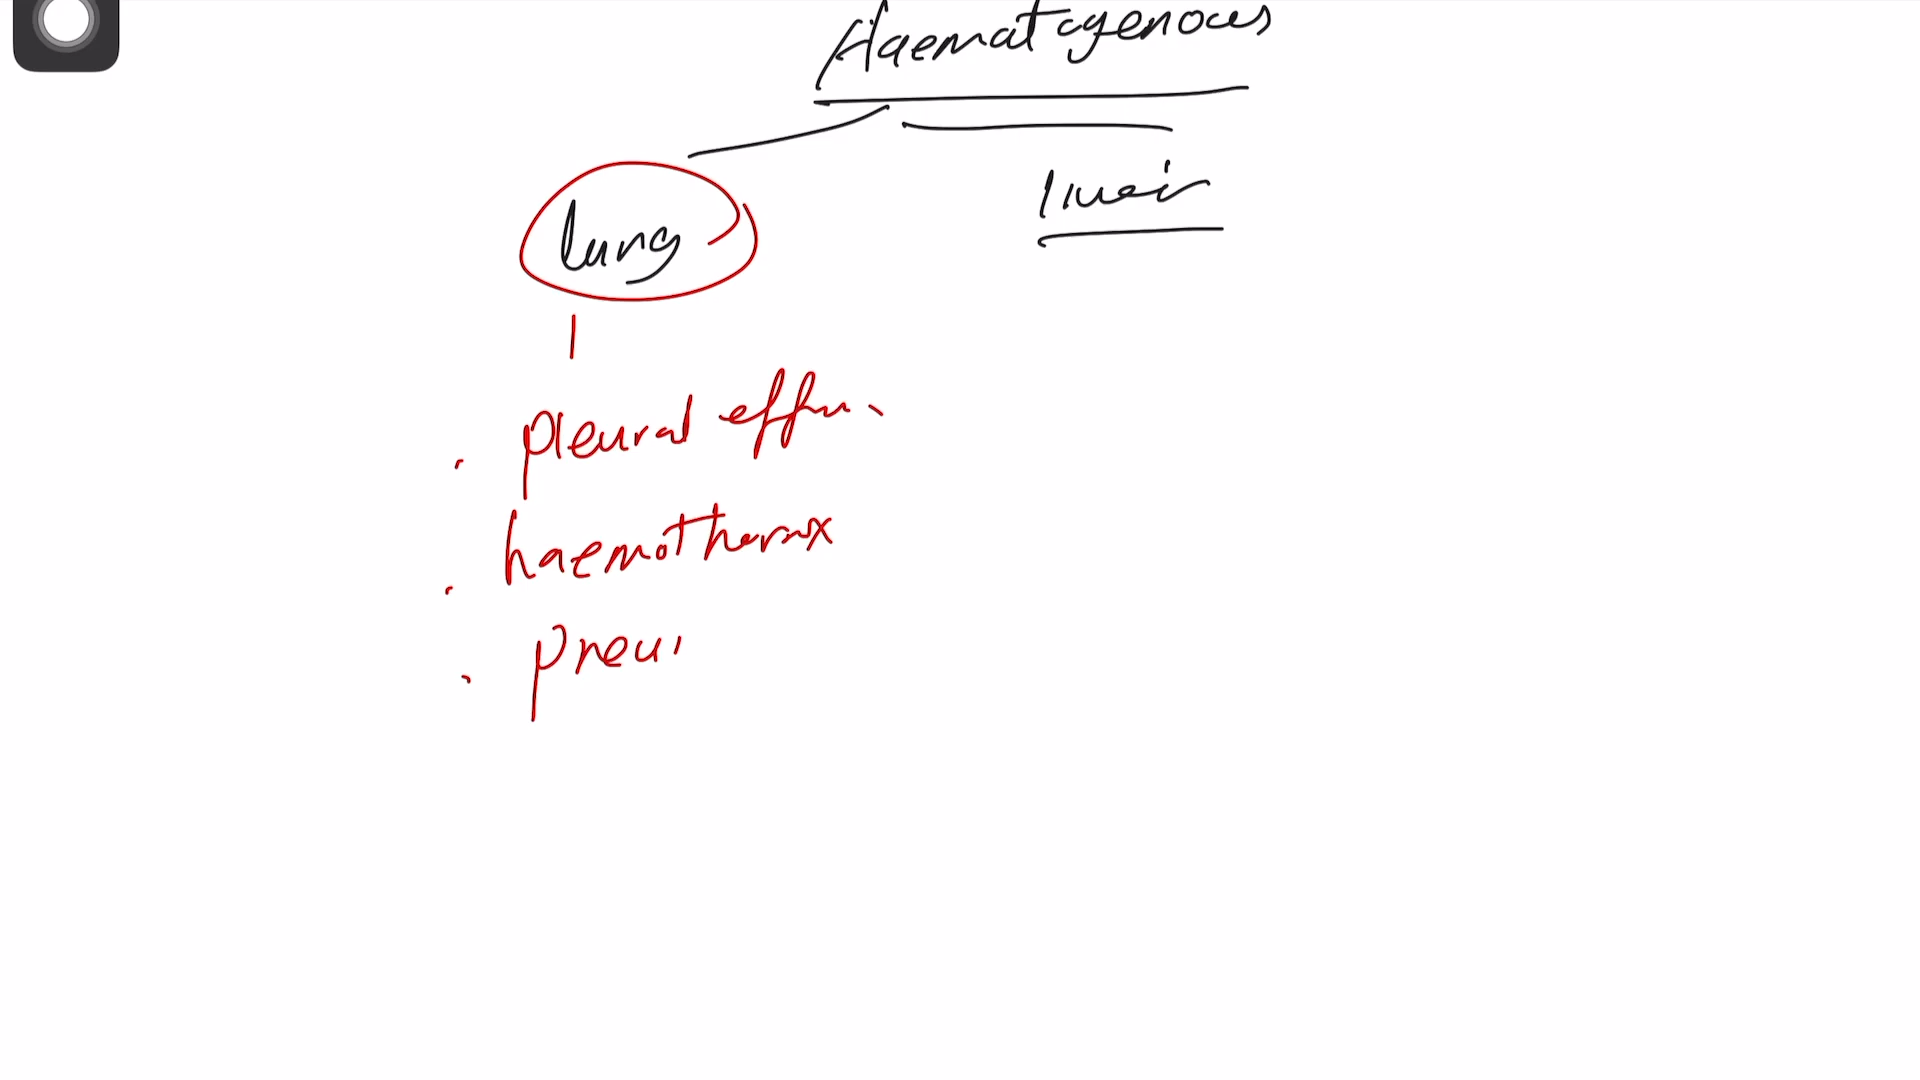 Haematogenous
lung
liver
. pleural effu.
. haemothorax
. pneu